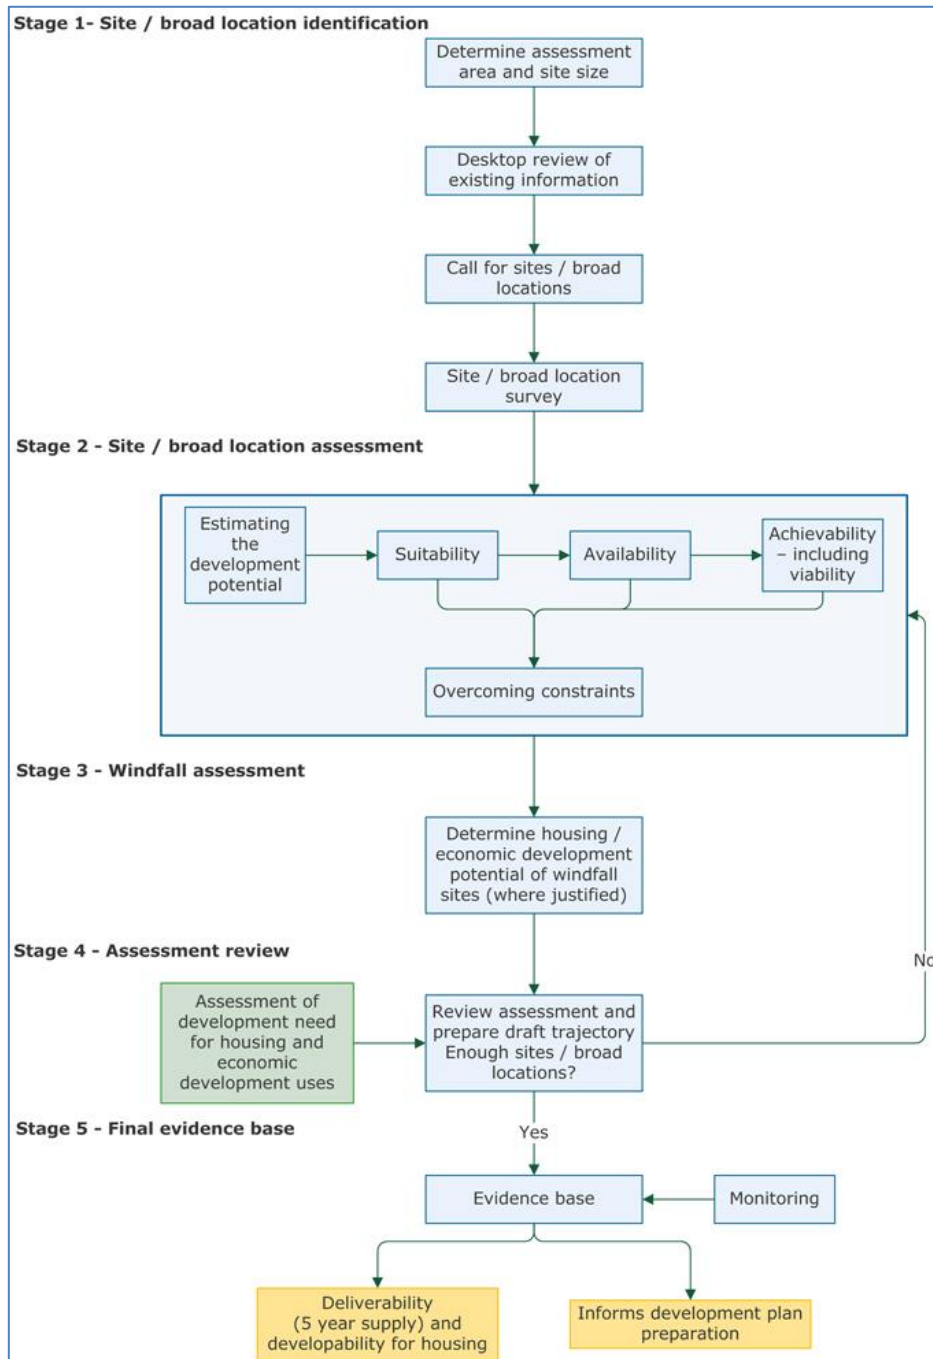 Stage 1- Site / broad location identification
Determine assessment
area and site size
Desktop review of
existing information
Call for sites / broad
locations
Site / broad location
survey
Stage 2 - Site / broad location assessment
Estimating
the
development
potential
Suitability
Availability
Achievability
– including
viability
Overcoming constraints
Stage 3 - Windfall assessment
Determine housing /
economic development
potential of windfall
sites (where justified)
Stage 4 - Assessment review
No
Assessment of
development need
for housing and
economic
development uses
Review assessment and
prepare draft trajectory
Enough sites / broad
locations?
Stage 5 - Final evidence base
Yes
Evidence base
Monitoring
Deliverability
(5 year supply) and
developability for housing
Informs development plan
preparation